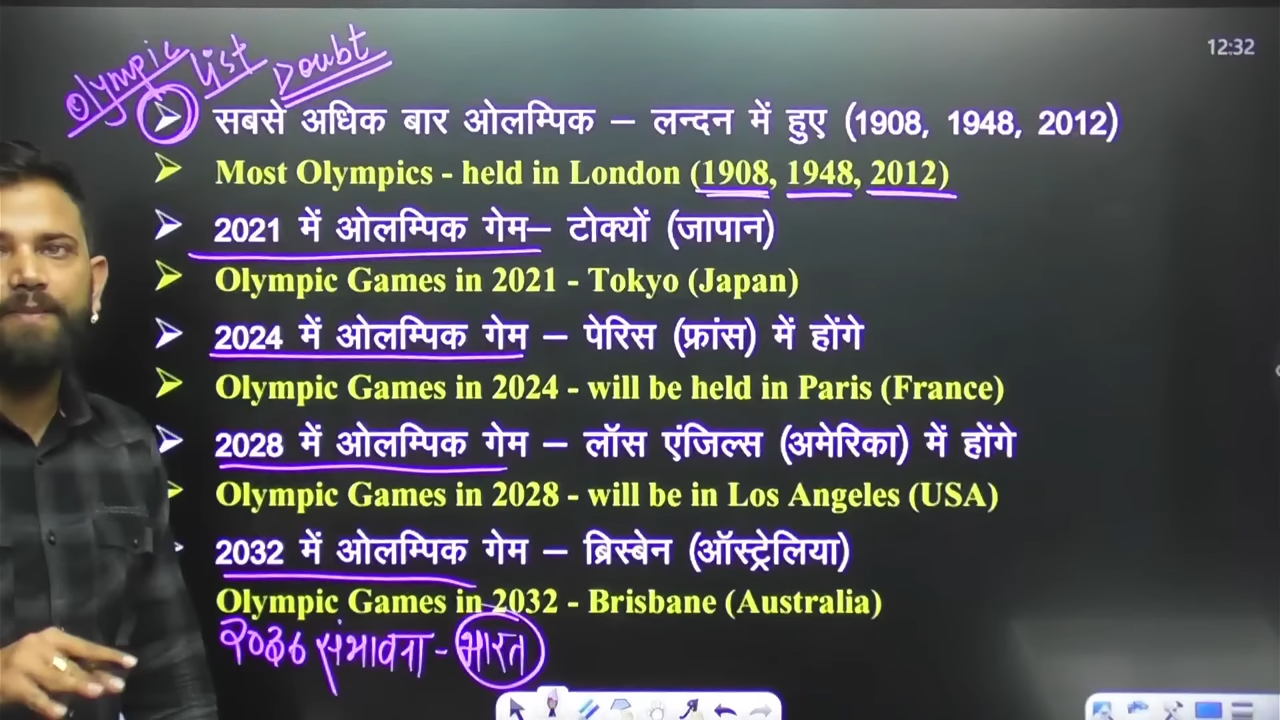 12:32
Olympic List Doubt
सबसे अधिक बार ओलम्पिक – लन्दन में हुए (1908, 1948, 2012)
Most Olympics - held in London (1908, 1948, 2012)
2021 में ओलम्पिक गेम– टोक्यों (जापान)
Olympic Games in 2021 - Tokyo (Japan)
2024 में ओलम्पिक गेम – पेरिस (फ्रांस) में होंगे
Olympic Games in 2024 - will be held in Paris (France)
2028 में ओलम्पिक गेम – लॉस एंजिल्स (अमेरिका) में होंगे
Olympic Games in 2028 - will be in Los Angeles (USA)
2032 में ओलम्पिक गेम – ब्रिस्बेन (ऑस्ट्रेलिया)
Olympic Games in 2032 - Brisbane (Australia)
२०३६ संभावना - भारत